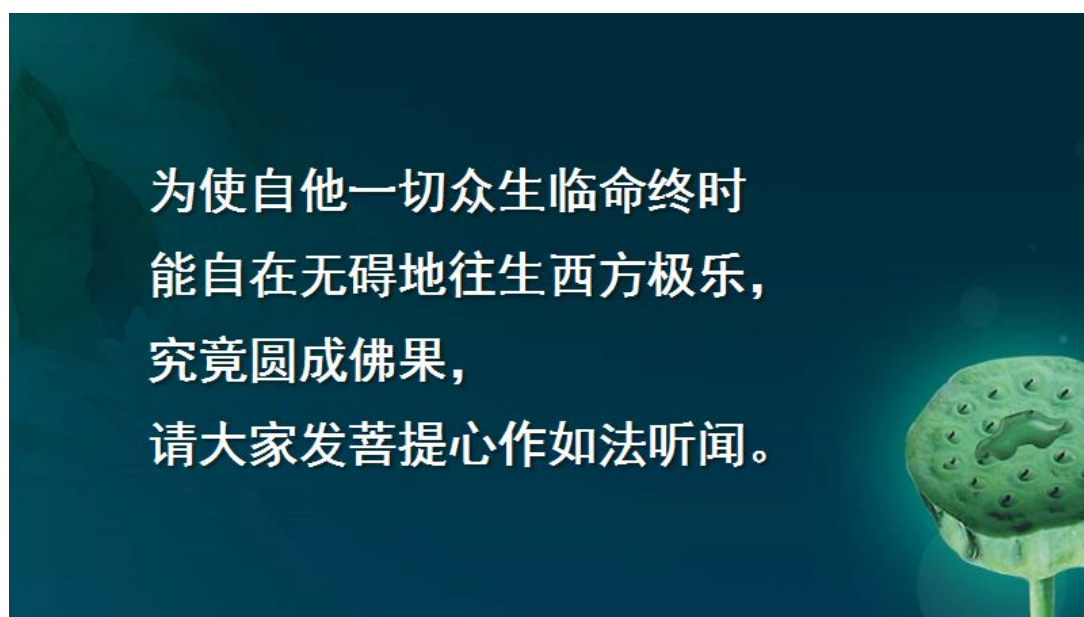 为使自他一切众生临命终时
能自在无碍地往生西方极乐，
究竟圆成佛果，
请大家发菩提心作如法听闻。